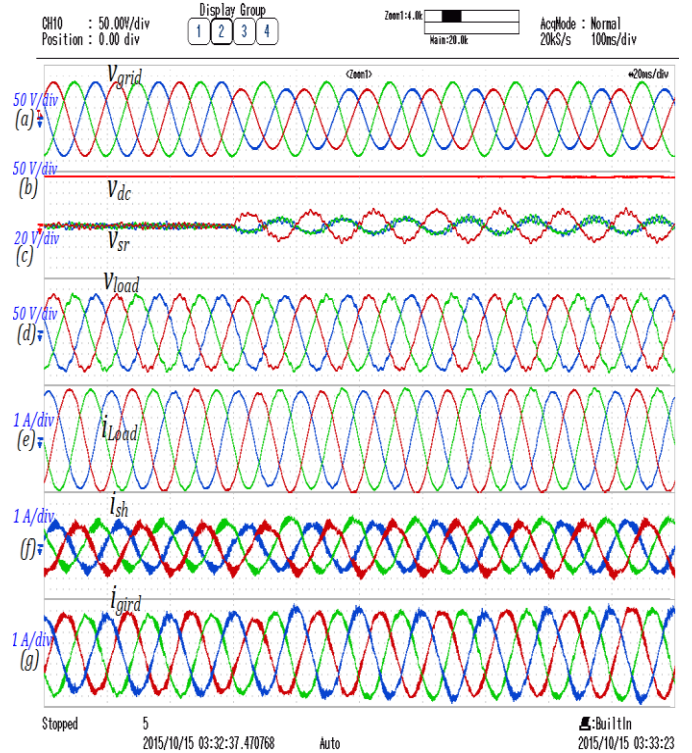 Display Group
CH10 : 50.00V/div
Position : 0.00 div
1 2 3 4
Zoom1:4.0k
Main:20.0k
AcqMode : Normal
20kS/s 100ms/div
v_grid
<Zoom1>
20ms/div
50 V/div
(a)
50 V/div
(b)
v_dc
20 V/div
v_sr
(c)
v_load
50 V/div
(d)
1 A/div
i_Load
(e)
i_sh
1 A/div
(f)
i_gird
1 A/div
(g)
Stopped 5
2015/10/15 03:32:37.470768 Auto
:BuiltIn
2015/10/15 03:33:23